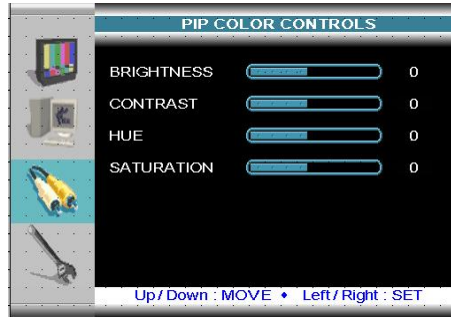 PIP COLOR CONTROLS
BRIGHTNESS 0
CONTRAST 0
HUE 0
SATURATION 0
Up / Down : MOVE ◆ Left / Right : SET